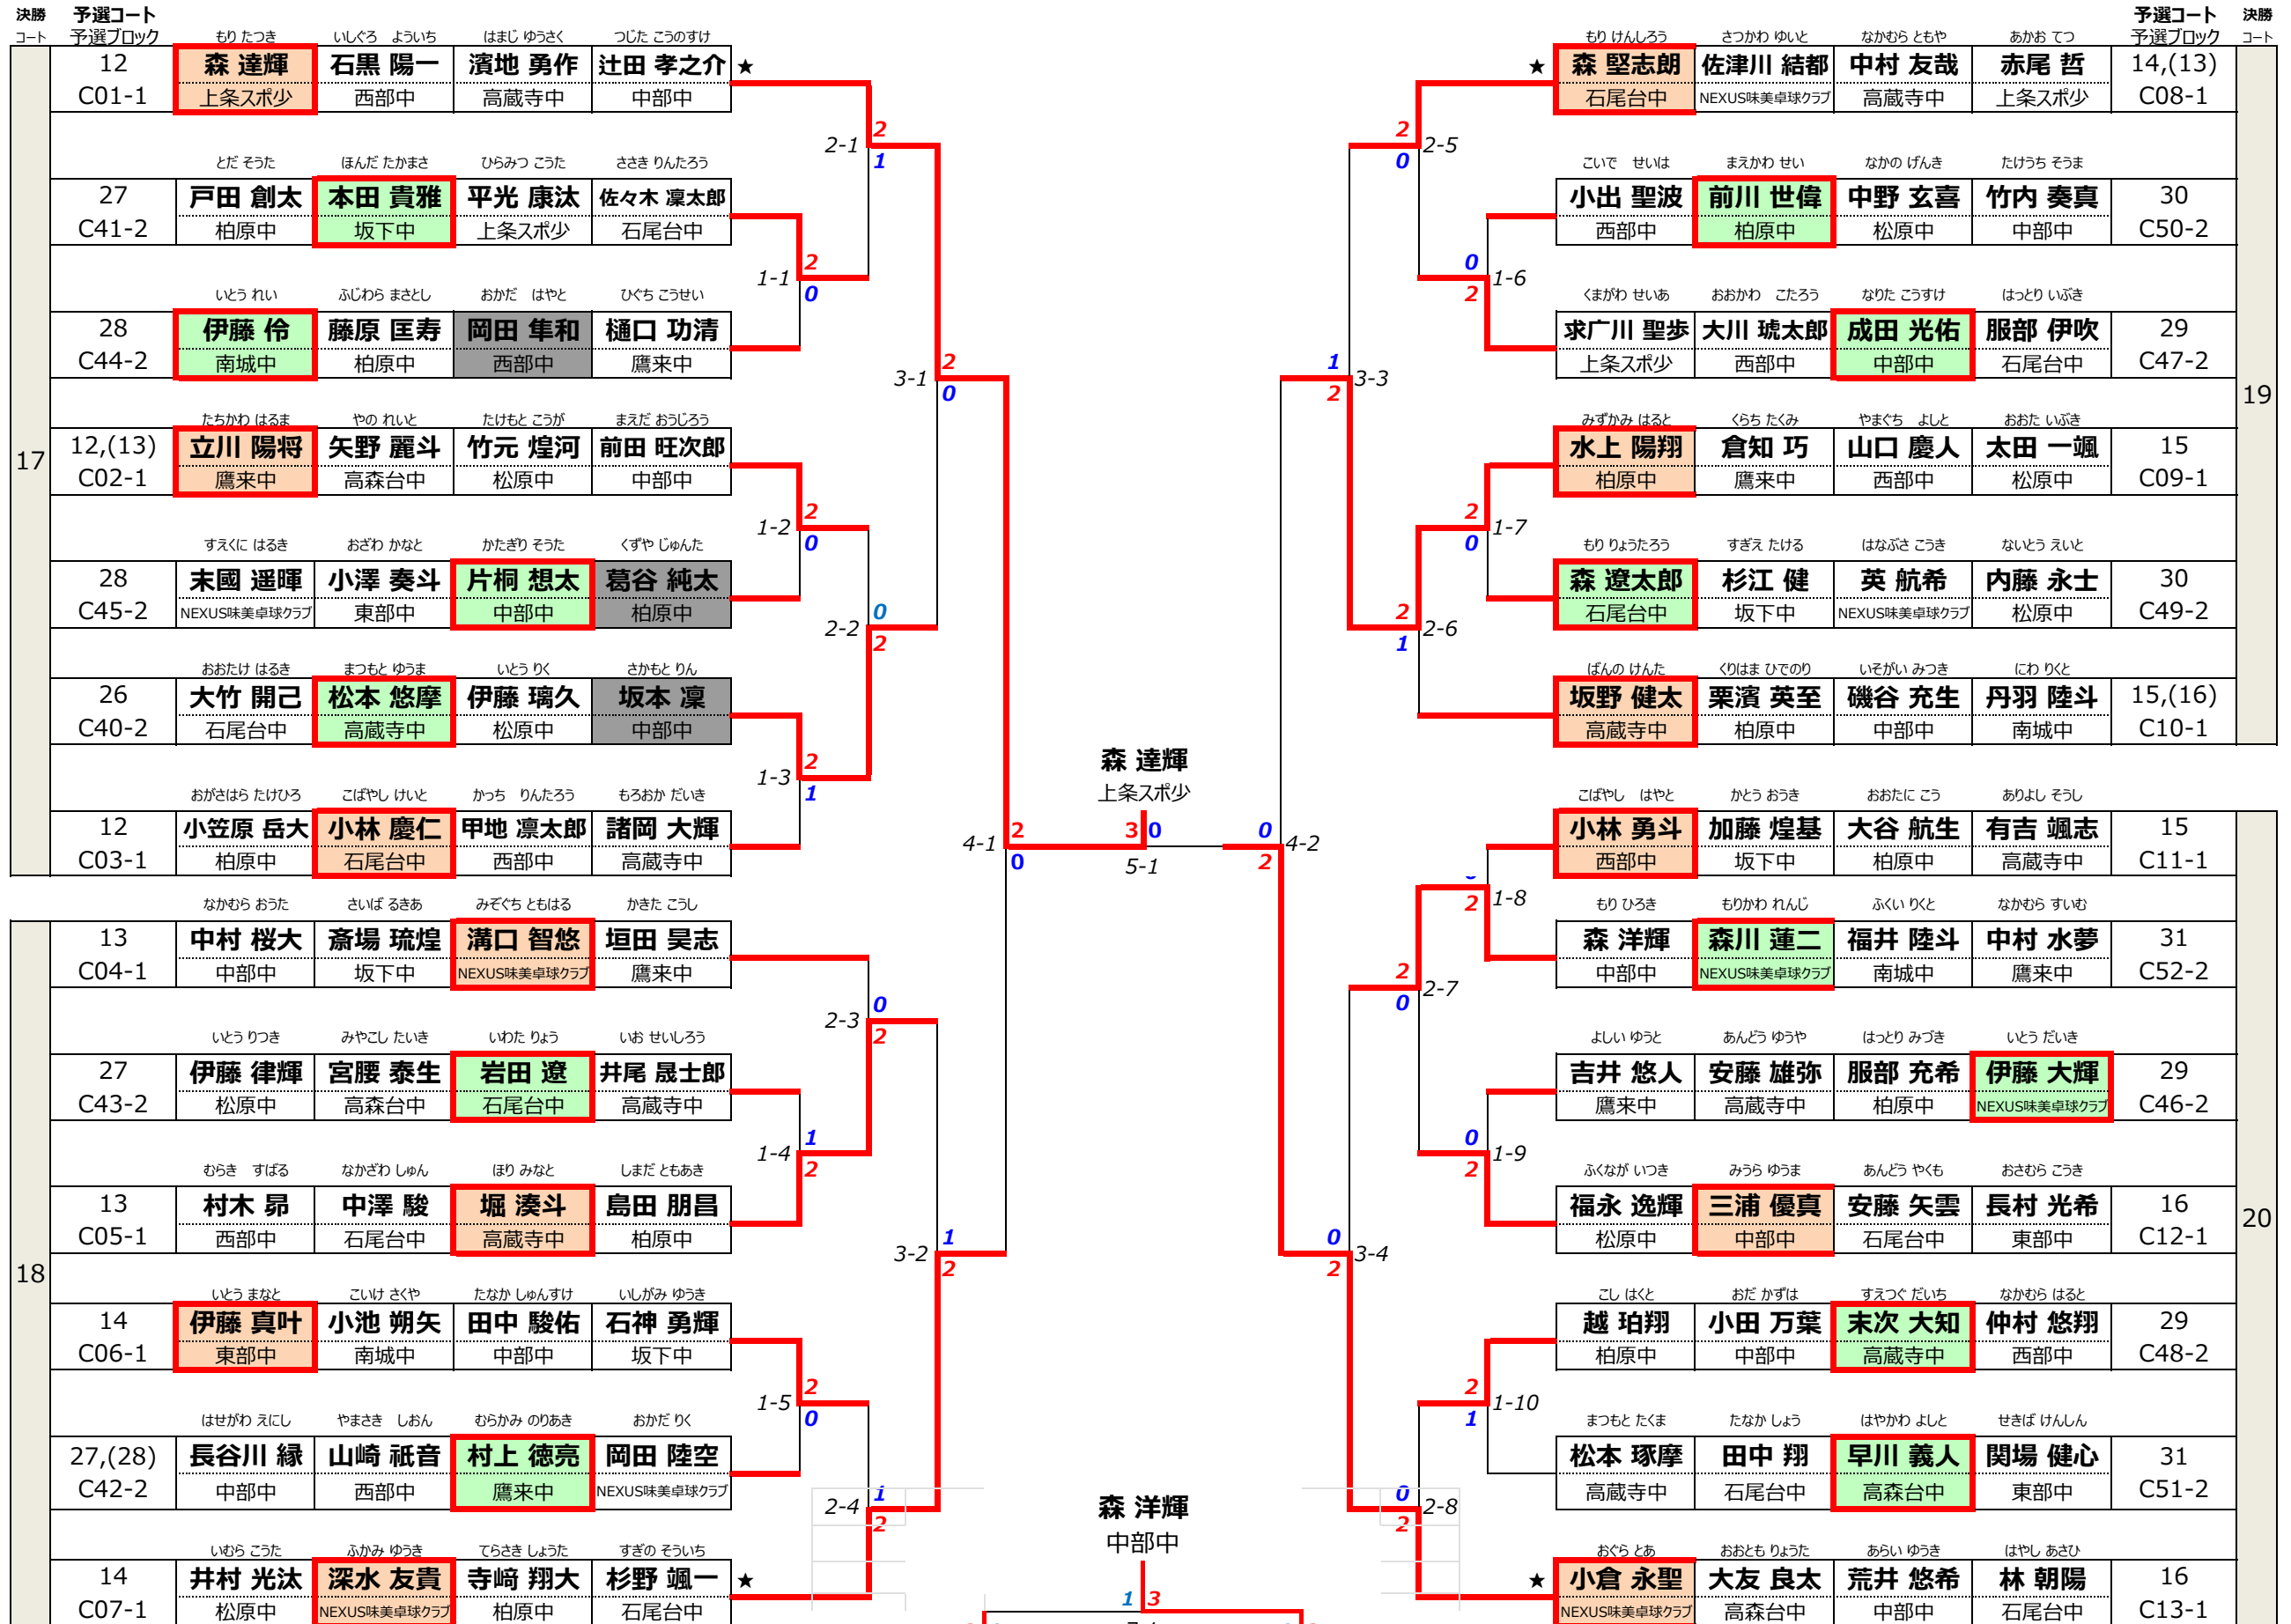 決勝 予選コート
コート 予選ブロック
もり たつき いしぐろ よういち はまじ ゆうさく つじた こうのすけ
12 森 達輝 石黒 陽一 濱地 勇作 辻田 孝之介 ★
C01-1 上条スポ少 西部中 高蔵寺中 中部中
2-1 2
1
とだ そうた ほんだ たかまさ ひらみつ こうた ささき りんたろう
27 戸田 創太 本田 貴雅 平光 康汰 佐々木 凜太郎
C41-2 柏原中 坂下中 上条スポ少 石尾台中
1-1 2
0
いとう れい ふじわら まさとし おかだ はやと ひぐち こうせい
28 伊藤 伶 藤原 匡寿 岡田 隼和 樋口 功清
C44-2 南城中 柏原中 西部中 鷹来中
3-1 2
0
たちかわ はるま やの れいと たけもと こうが まえだ おうじろう
12,(13) 立川 陽将 矢野 麗斗 竹元 煌河 前田 旺次郎
17
C02-1 鷹来中 高森台中 松原中 中部中
1-2 2
0
すえくに はるき おざわ かなと かたぎり そうた くずや じゅんた
28 末國 遥暉 小澤 奏斗 片桐 想太 葛谷 純太
C45-2 NEXUS味美卓球クラブ 東部中 中部中 柏原中
2-2 0
2
おおたけ はるき まつもと ゆうま いとう りく さかもと りん
26 大竹 開己 松本 悠摩 伊藤 璃久 坂本 凜
C40-2 石尾台中 高蔵寺中 松原中 中部中
1-3 2
1
おがさはら たけひろ こばやし けいと かっち りんたろう もろおか だいき
12 小笠原 岳大 小林 慶仁 甲地 凛太郎 諸岡 大輝
C03-1 柏原中 石尾台中 西部中 高蔵寺中
4-1 2
0
なかむら おうた さいば るきあ みぞぐち ともはる かきた こうし
13 中村 桜大 斎場 琉煌 溝口 智悠 垣田 昊志
C04-1 中部中 坂下中 NEXUS味美卓球クラブ 鷹来中
2-3 0
2
いとう りつき みやこし たいき いわた りょう いお せいしろう
27 伊藤 律輝 宮腰 泰生 岩田 遼 井尾 晟士郎
C43-2 松原中 高森台中 石尾台中 高蔵寺中
1-4 1
2
むらき すばる なかざわ しゅん ほり みなと しまだ ともあき
13 村木 昴 中澤 駿 堀 湊斗 島田 朋昌
C05-1 西部中 石尾台中 高蔵寺中 柏原中
3-2 1
2
18
いとう まなと こいけ さくや たなか しゅんすけ いしがみ ゆうき
14 伊藤 真叶 小池 朔矢 田中 駿佑 石神 勇輝
C06-1 東部中 南城中 中部中 坂下中
1-5 2
0
はせがわ えにし やまさき しおん むらかみ のりあき おかだ りく
27,(28) 長谷川 縁 山崎 祇音 村上 徳亮 岡田 陸空
C42-2 中部中 西部中 鷹来中 NEXUS味美卓球クラブ
2-4 1
2
いむら こうた ふかみ ゆうき てらさき しょうた すぎの そういち
14 井村 光汰 深水 友貴 寺﨑 翔大 杉野 颯一 ★
C07-1 松原中 NEXUS味美卓球クラブ 柏原中 石尾台中
森 達輝
上条スポ少
3 0
5-1
森 洋輝
中部中
1 3
予選コート 決勝
予選ブロック コート
もり けんしろう さつかわ ゆいと なかむら ともや あかお てつ
★ 森 堅志朗 佐津川 結都 中村 友哉 赤尾 哲 14,(13)
石尾台中 NEXUS味美卓球クラブ 高蔵寺中 上条スポ少 C08-1
2 2-5
0
こいで せいは まえかわ せい なかの げんき たけうち そうま
小出 聖波 前川 世偉 中野 玄喜 竹内 奏真 30
西部中 柏原中 松原中 中部中 C50-2
0 1-6
2
くまがわ せいあ おおかわ こたろう なりた こうすけ はっとり いぶき
求广川 聖歩 大川 琥太郎 成田 光佑 服部 伊吹 29
上条スポ少 西部中 中部中 石尾台中 C47-2
1 3-3
2
19
みずかみ はると くらち たくみ やまぐち よしと おおた いぶき
水上 陽翔 倉知 巧 山口 慶人 太田 一颯 15
柏原中 鷹来中 西部中 松原中 C09-1
2 1-7
0
もり りょうたろう すぎえ たける はなぶさ こうき ないとう えいと
森 遼太郎 杉江 健 英 航希 内藤 永士 30
石尾台中 坂下中 NEXUS味美卓球クラブ 松原中 C49-2
2 2-6
1
ばんの けんた くりはま ひでのり いそがい みつき にわ りくと
坂野 健太 栗濱 英至 磯谷 充生 丹羽 陸斗 15,(16)
高蔵寺中 柏原中 中部中 南城中 C10-1
こばやし はやと かとう おうき おおたに こう ありよし そうし
小林 勇斗 加藤 煌基 大谷 航生 有吉 颯志 15
西部中 坂下中 柏原中 高蔵寺中 C11-1
0 4-2
2
2 1-8
もり ひろき もりかわ れんじ ふくい りくと なかむら すいむ
森 洋輝 森川 蓮二 福井 陸斗 中村 水夢 31
中部中 NEXUS味美卓球クラブ 南城中 鷹来中 C52-2
2 2-7
0
よしい ゆうと あんどう ゆうや はっとり みづき いとう だいき
吉井 悠人 安藤 雄弥 服部 充希 伊藤 大輝 29
鷹来中 高蔵寺中 柏原中 NEXUS味美卓球クラブ C46-2
0 1-9
2
ふくなが いつき みうら ゆうま あんどう やくも おさむら こうき
福永 逸輝 三浦 優真 安藤 矢雲 長村 光希 16
20
松原中 中部中 石尾台中 東部中 C12-1
0 3-4
2
こし はくと おだ かずは すえつぐ だいち なかむら はると
越 珀翔 小田 万葉 末次 大知 仲村 悠翔 29
柏原中 中部中 高蔵寺中 西部中 C48-2
2 1-10
1
まつもと たくま たなか しょう はやかわ よしと せきば けんしん
松本 琢摩 田中 翔 早川 義人 関場 健心 31
高蔵寺中 石尾台中 高森台中 東部中 C51-2
0 2-8
2
おぐら とあ おおとも りょうた あらい ゆうき はやし あさひ
★ 小倉 永聖 大友 良太 荒井 悠希 林 朝陽 16
NEXUS味美卓球クラブ 高森台中 中部中 石尾台中 C13-1